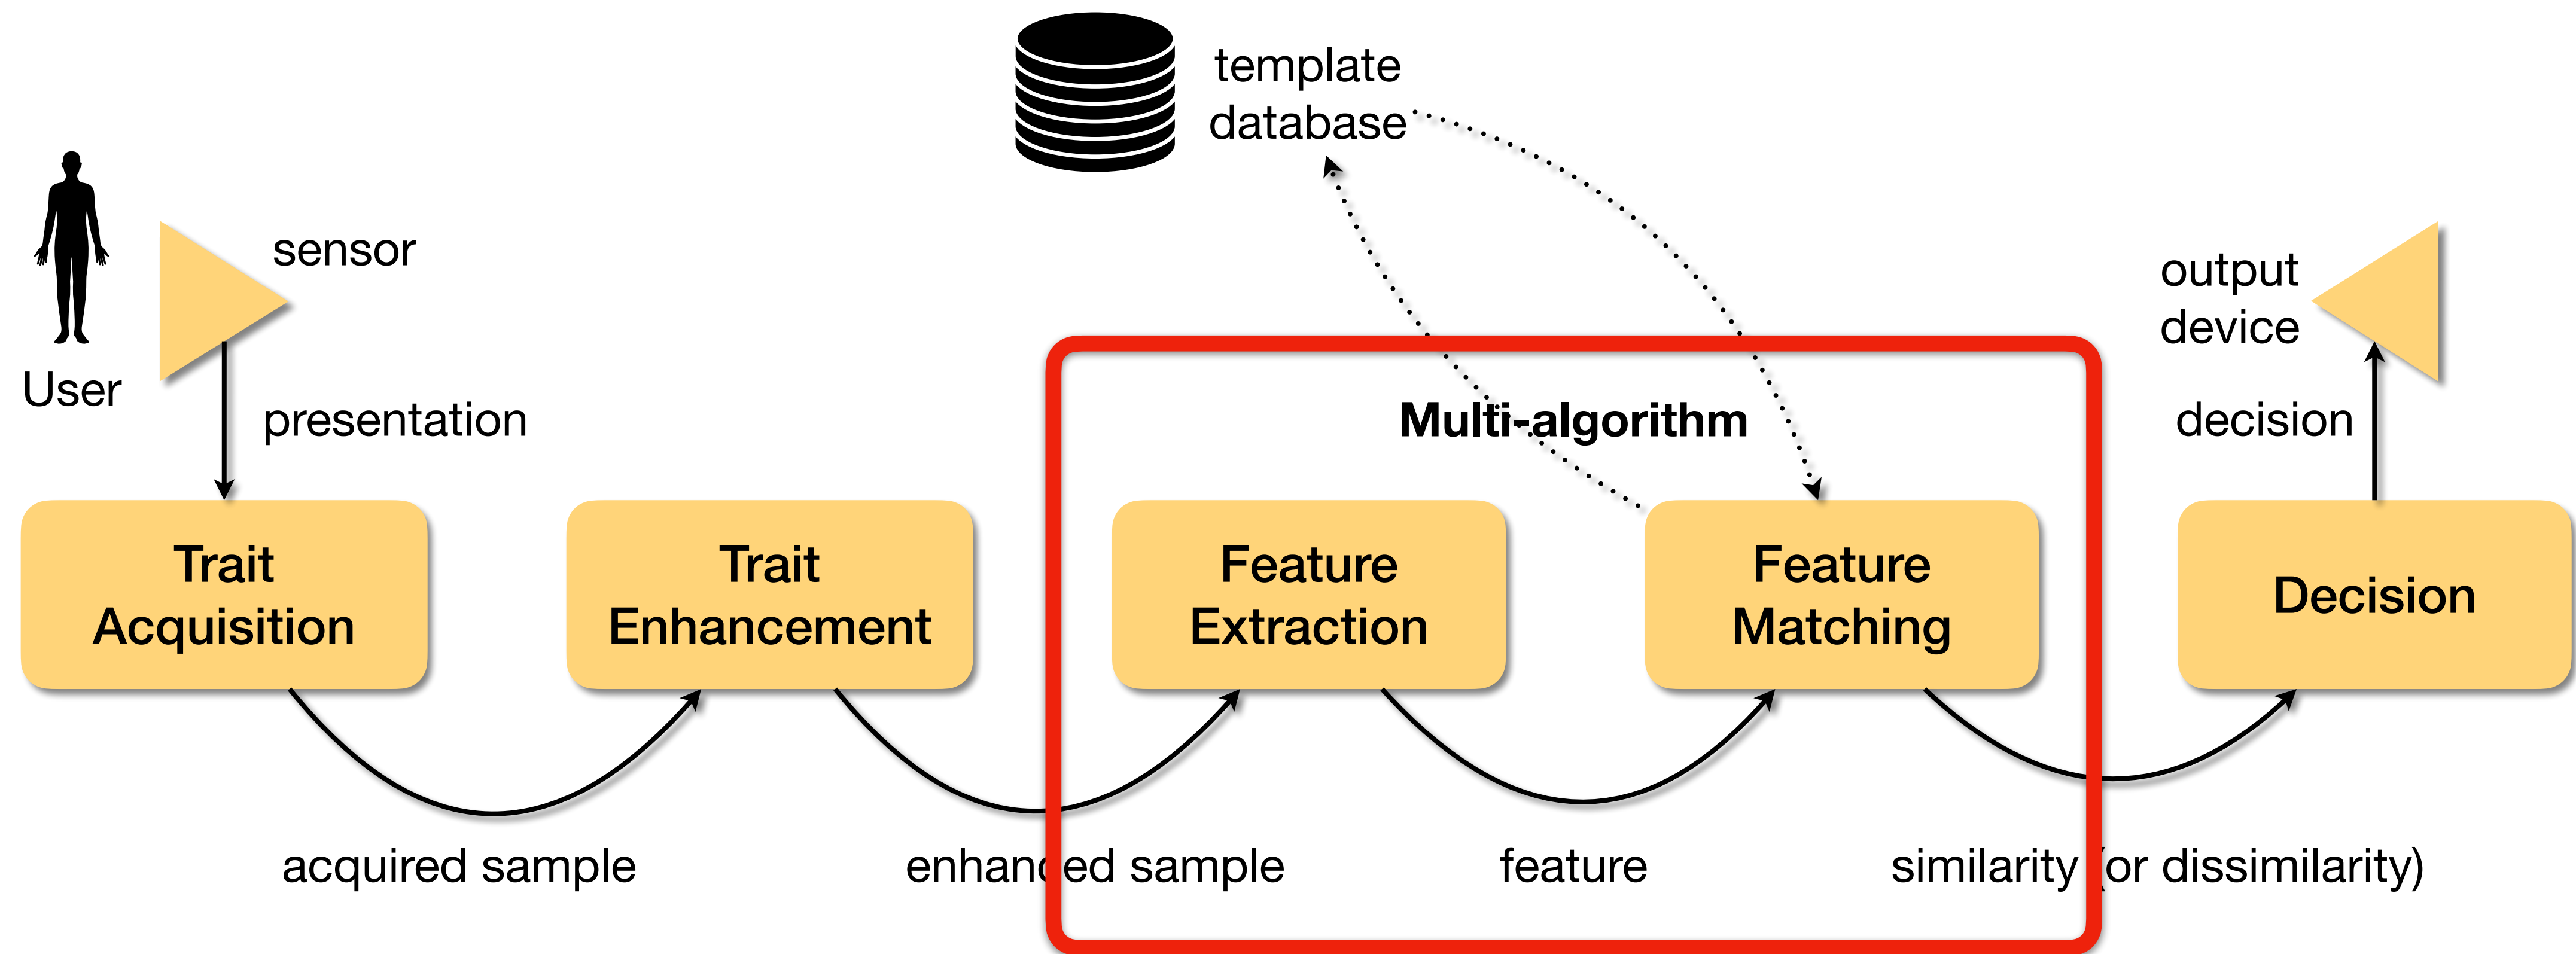 template
database
sensor
User
presentation
output
device
decision
Multi-algorithm
Trait
Acquisition
Trait
Enhancement
Feature
Extraction
Feature
Matching
Decision
acquired sample
enhanced sample
feature
similarity (or dissimilarity)